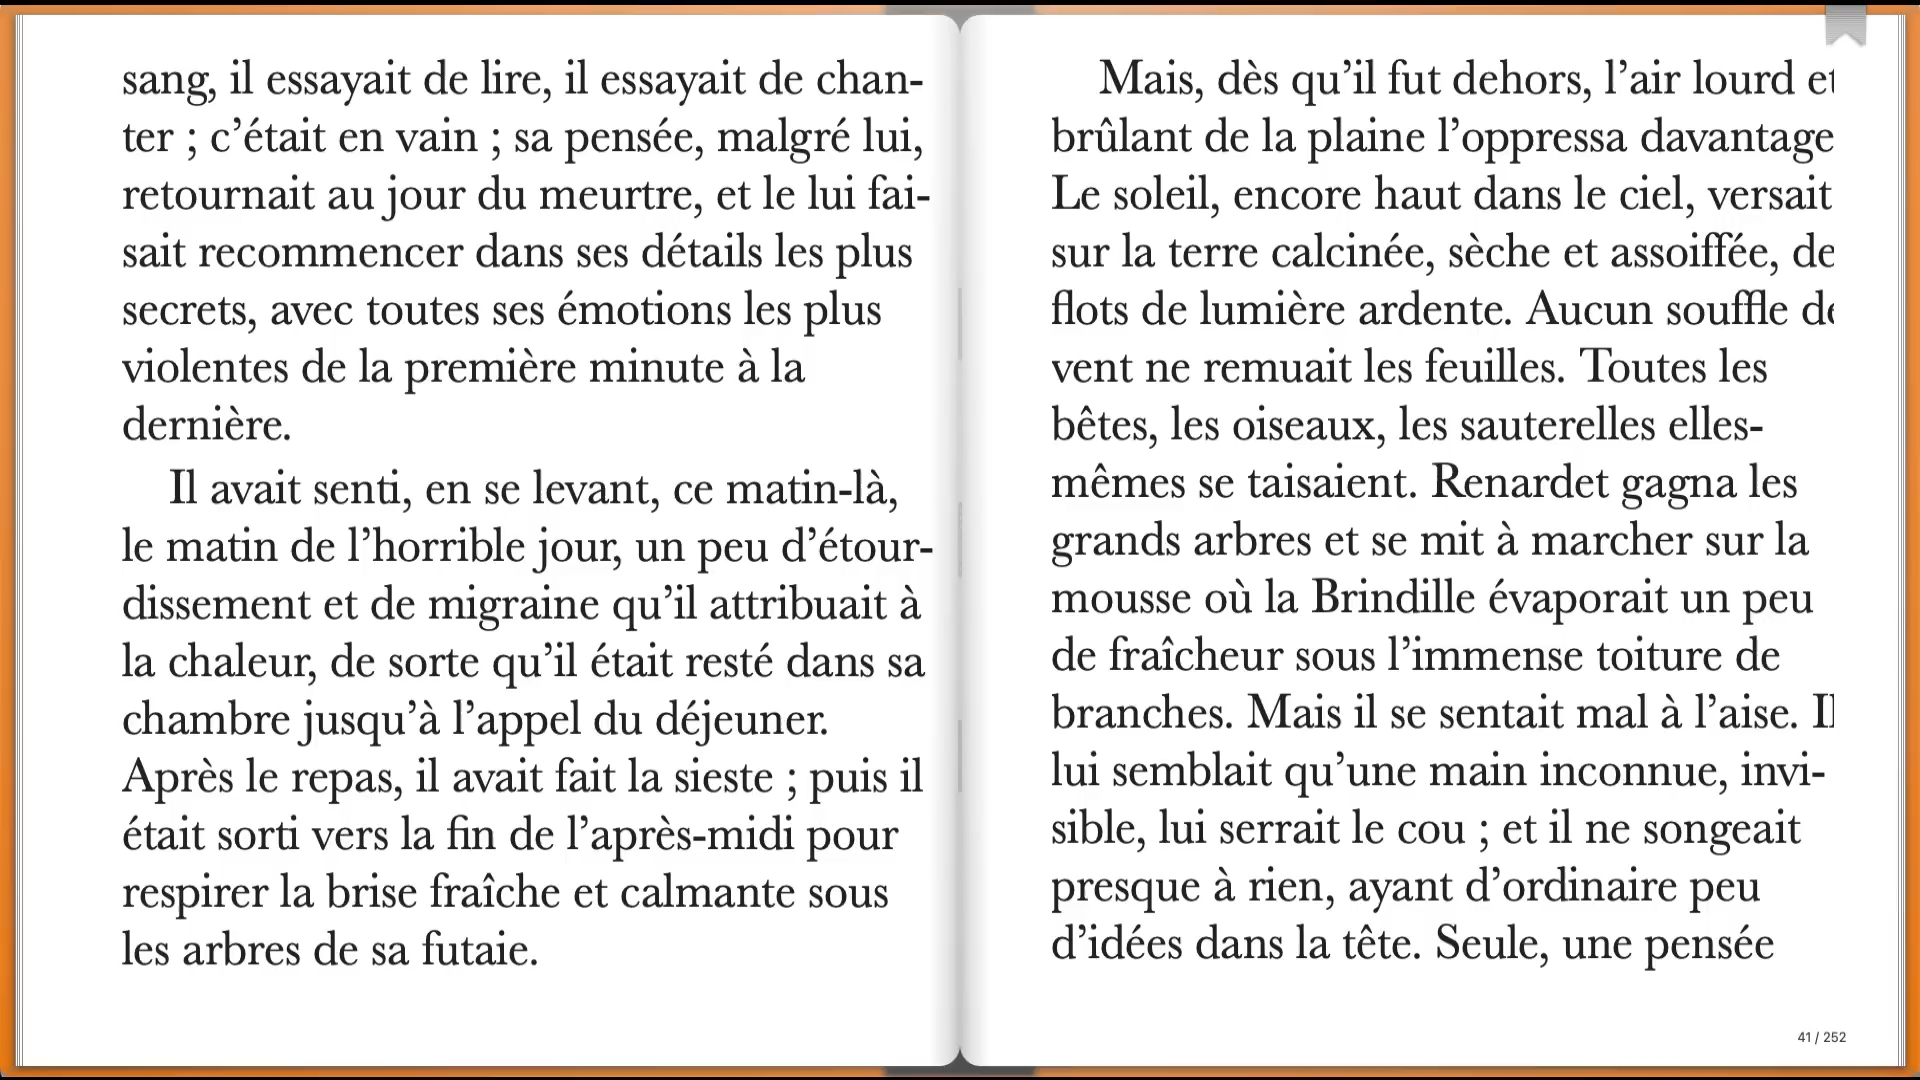 sang, il essayait de lire, il essayait de chan-
ter ; c’était en vain ; sa pensée, malgré lui,
retournait au jour du meurtre, et le lui fai-
sait recommencer dans ses détails les plus
secrets, avec toutes ses émotions les plus
violentes de la première minute à la
dernière.
Il avait senti, en se levant, ce matin-là,
le matin de l’horrible jour, un peu d’étour-
dissement et de migraine qu’il attribuait à
la chaleur, de sorte qu’il était resté dans sa
chambre jusqu’à l’appel du déjeuner.
Après le repas, il avait fait la sieste ; puis il
était sorti vers la fin de l’après-midi pour
respirer la brise fraîche et calmante sous
les arbres de sa futaie.
Mais, dès qu’il fut dehors, l’air lourd et
brûlant de la plaine l’oppressa davantage
Le soleil, encore haut dans le ciel, versait
sur la terre calcinée, sèche et assoiffée, de
flots de lumière ardente. Aucun souffle de
vent ne remuait les feuilles. Toutes les
bêtes, les oiseaux, les sauterelles elles-
mêmes se taisaient. Renardet gagna les
grands arbres et se mit à marcher sur la
mousse où la Brindille évaporait un peu
de fraîcheur sous l’immense toiture de
branches. Mais il se sentait mal à l’aise. Il
lui semblait qu’une main inconnue, invi-
sible, lui serrait le cou ; et il ne songeait
presque à rien, ayant d’ordinaire peu
d’idées dans la tête. Seule, une pensée
41 / 252